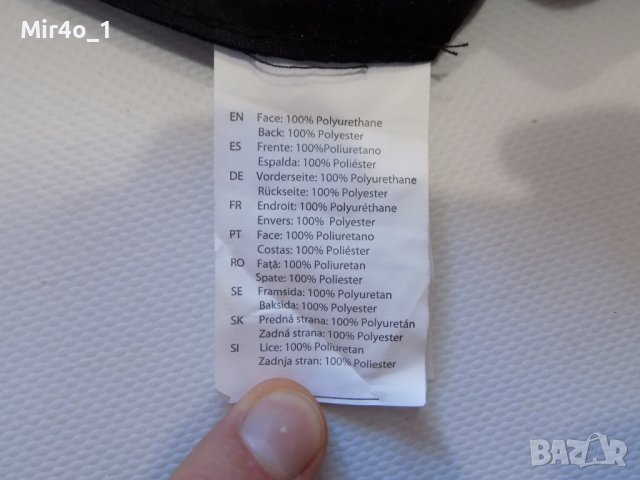 Mir4o_1
EN Face: 100% Polyurethane
Back: 100% Polyester
ES Frente: 100%Poliuretano
Espalda: 100% Poliéster
DE Vorderseite: 100% Polyurethane
Rückseite: 100% Polyester
FR Endroit: 100% Polyuréthane
Envers: 100% Polyester
PT Face: 100% Poliuretano
Costas: 100% Poliéster
RO Față: 100% Poliuretan
Spate: 100% Poliester
SE Framsida: 100% Polyuretan
Baksida: 100% Polyester
SK Predná strana: 100% Polyuretán
Zadná strana: 100% Polyester
SI Lice: 100% Poliuretan
Zadnja stran: 100% Poliester
BAZAR